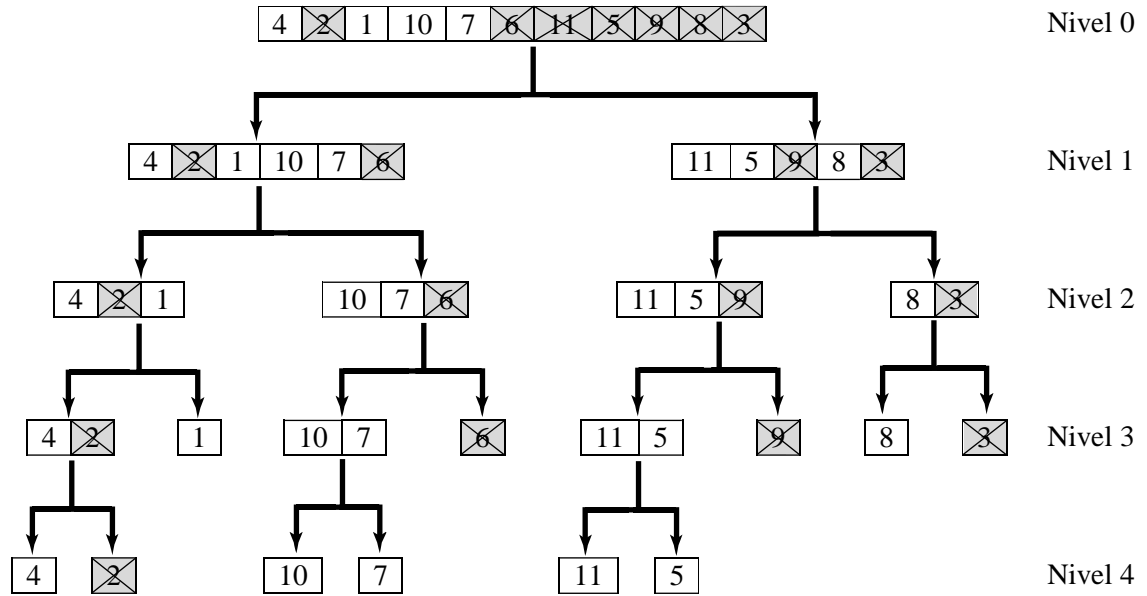 4 2 1 10 7 6 11 5 9 8 3 Nivel 0
4 2 1 10 7 6 11 5 9 8 3 Nivel 1
4 2 1 10 7 6 11 5 9 8 3 Nivel 2
4 2 1 10 7 6 11 5 9 8 3 Nivel 3
4 2 10 7 11 5 Nivel 4